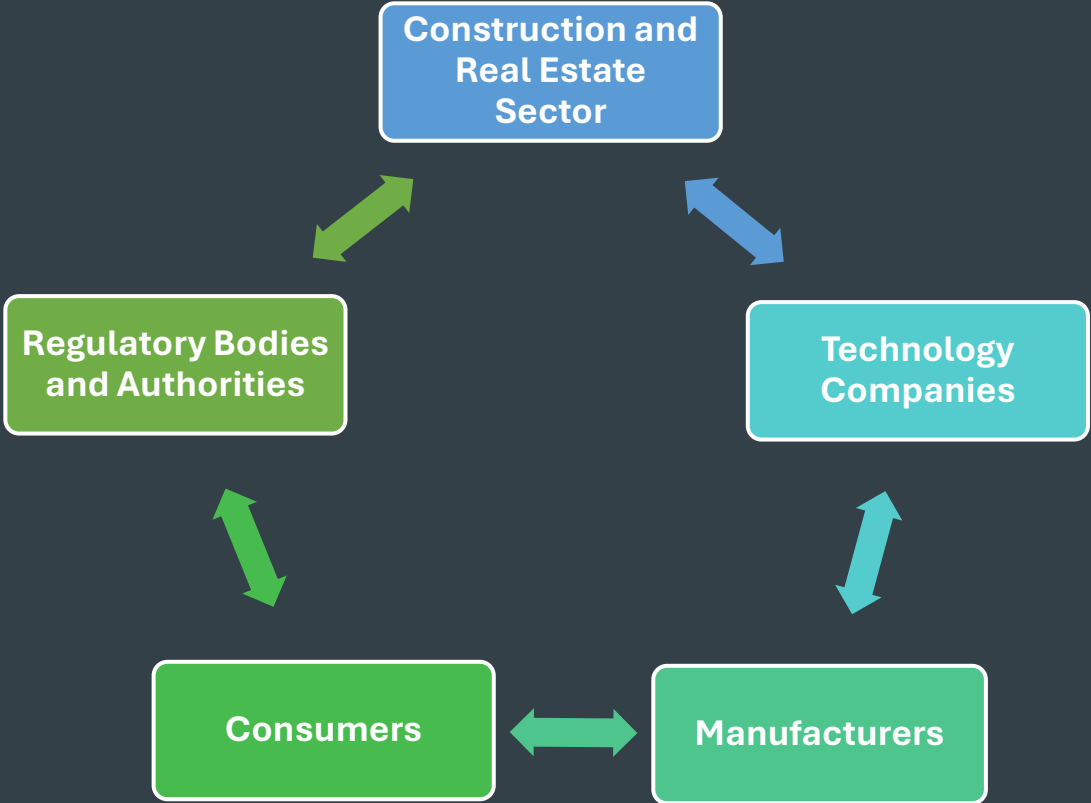 Construction and
Real Estate
Sector
Regulatory Bodies
and Authorities
Technology
Companies
Consumers
Manufacturers